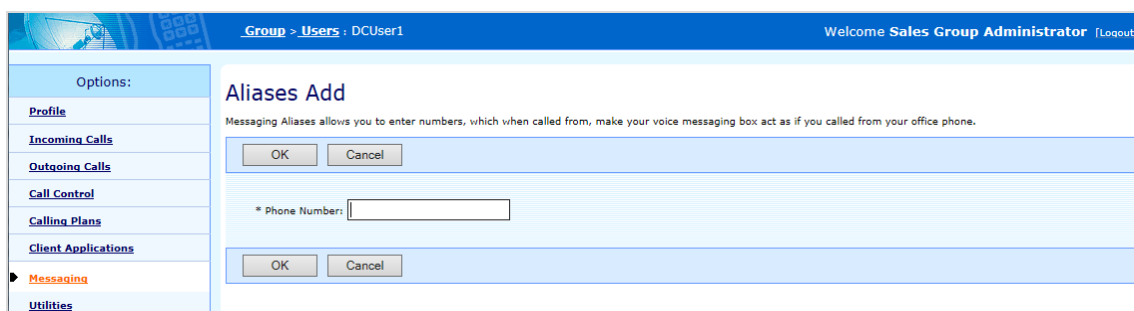 Group > Users : DCUser1
Welcome Sales Group Administrator [Logout
Options:
Profile
Incoming Calls
Outgoing Calls
Call Control
Calling Plans
Client Applications
Messaging
Utilities
Aliases Add
Messaging Aliases allows you to enter numbers, which when called from, make your voice messaging box act as if you called from your office phone.
OK Cancel
* Phone Number:
OK Cancel